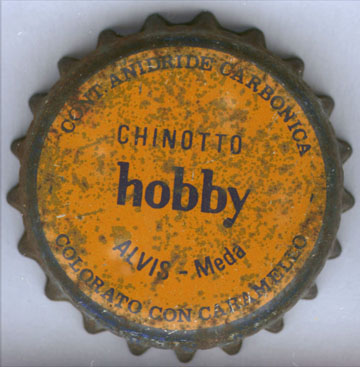 CONT. ANIDRIDE CARBONICA
CHINOTTO
hobby
ALVIS - Meda
COLORATO CON CARAMELLO